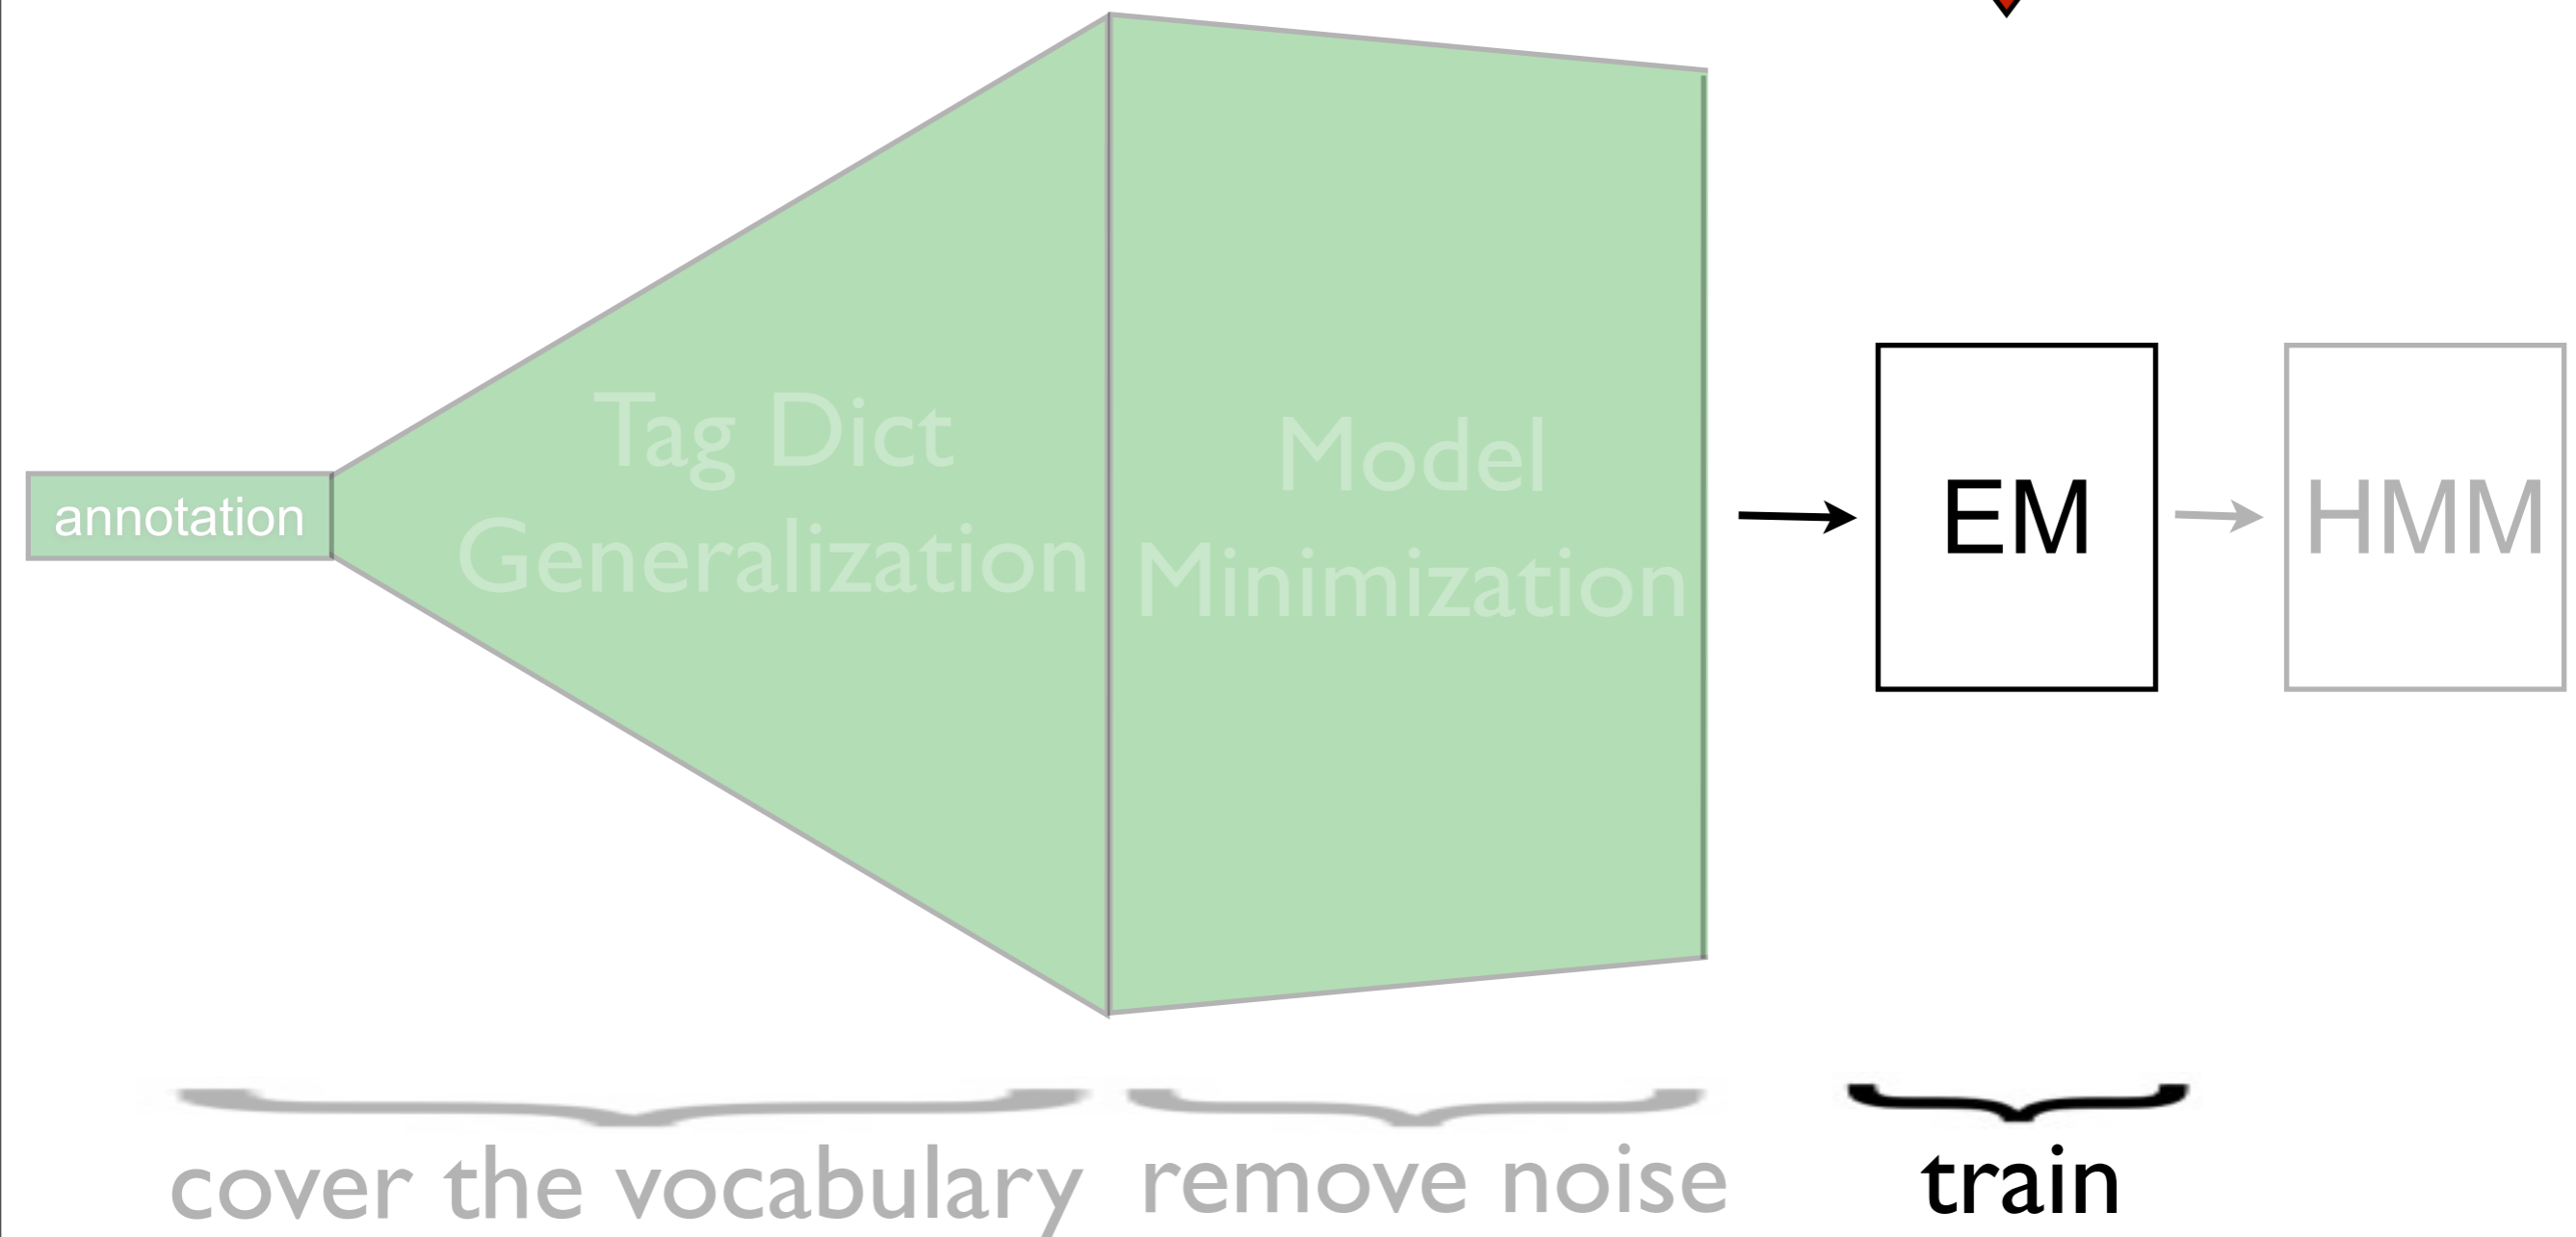 annotation
Tag Dict
Generalization
Model
Minimization
EM
HMM
cover the vocabulary
remove noise
train